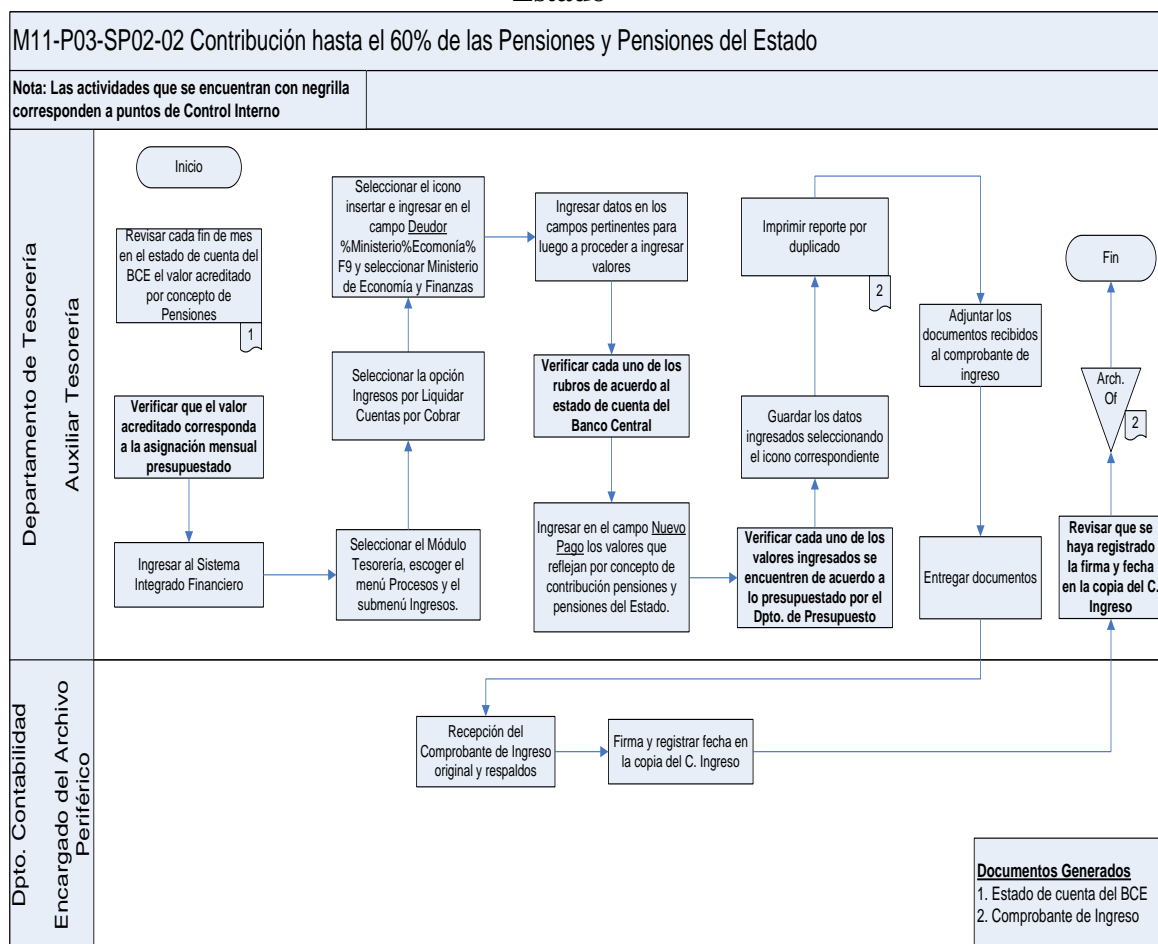 Estado
M11-P03-SP02-02 Contribución hasta el 60% de las Pensiones y Pensiones del Estado
Nota: Las actividades que se encuentran con negrilla
corresponden a puntos de Control Interno
Departamento de Tesorería
Auxiliar Tesorería
Inicio
Revisar cada fin de mes
en el estado de cuenta del
BCE el valor acreditado
por concepto de
Pensiones
1
Verificar que el valor
acreditado corresponda
a la asignación mensual
presupuestado
Ingresar al Sistema
Integrado Financiero
Seleccionar el Módulo
Tesorería, escoger el
menú Procesos y el
submenú Ingresos.
Seleccionar la opción
Ingresos por Liquidar
Cuentas por Cobrar
Seleccionar el icono
insertar e ingresar en el
campo Deudor
%Ministerio%Ecomonía%
F9 y seleccionar Ministerio
de Economía y Finanzas
Ingresar datos en los
campos pertinentes para
luego a proceder a ingresar
valores
Verificar cada uno de los
rubros de acuerdo al
estado de cuenta del
Banco Central
Ingresar en el campo Nuevo
Pago los valores que
reflejan por concepto de
contribución pensiones y
pensiones del Estado.
Verificar cada uno de los
valores ingresados se
encuentren de acuerdo a
lo presupuestado por el
Dpto. de Presupuesto
Guardar los datos
ingresados seleccionando
el icono correspondiente
Imprimir reporte por
duplicado
2
Adjuntar los
documentos recibidos
al comprobante de
ingreso
Entregar documentos
Fin
Arch.
Of
2
Revisar que se
haya registrado
la firma y fecha
en la copia del C.
Ingreso
Dpto. Contabilidad
Encargado del Archivo
Periférico
Recepción del
Comprobante de Ingreso
original y respaldos
Firma y registrar fecha en
la copia del C. Ingreso
Documentos Generados
1. Estado de cuenta del BCE
2. Comprobante de Ingreso